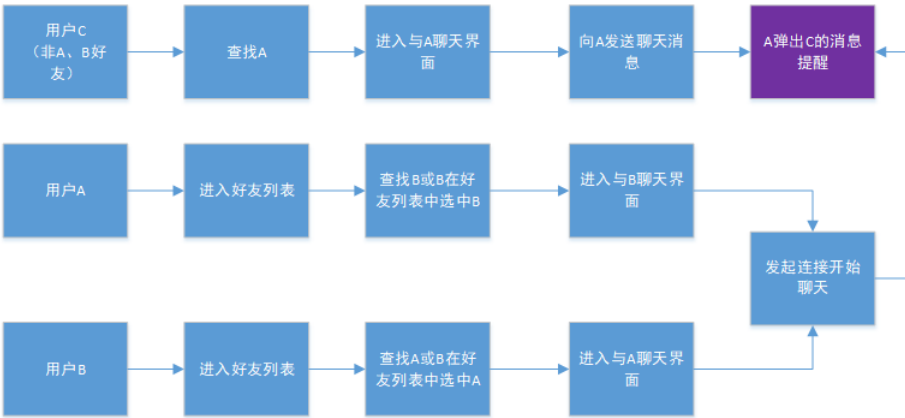 用户C
（非A、B好
友）
查找A
进入与A聊天界
面
向A发送聊天消
息
A弹出C的消息
提醒
用户A
进入好友列表
查找B或B在好
友列表中选中B
进入与B聊天界
面
发起连接开始
聊天
用户B
进入好友列表
查找A或B在好
友列表中选中A
进入与A聊天界
面